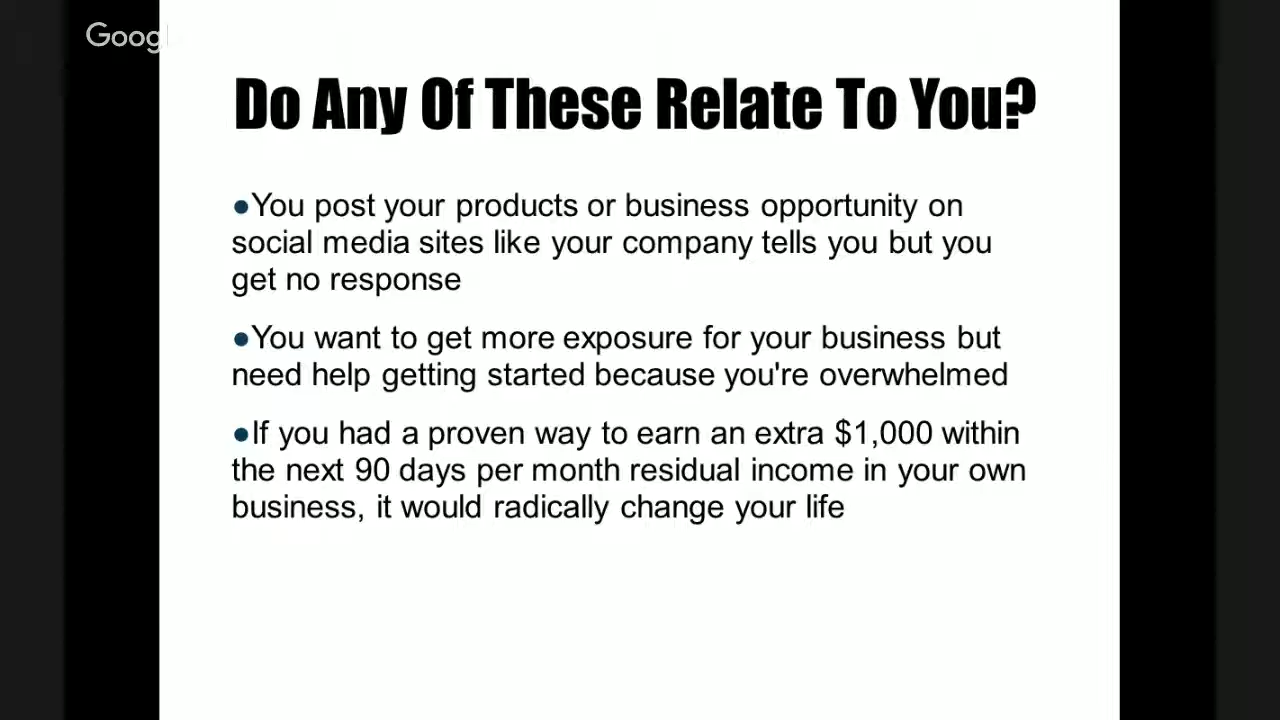 Googl
Do Any Of These Relate To You?
●You post your products or business opportunity on
social media sites like your company tells you but you
get no response
●You want to get more exposure for your business but
need help getting started because you're overwhelmed
●If you had a proven way to earn an extra $1,000 within
the next 90 days per month residual income in your own
business, it would radically change your life